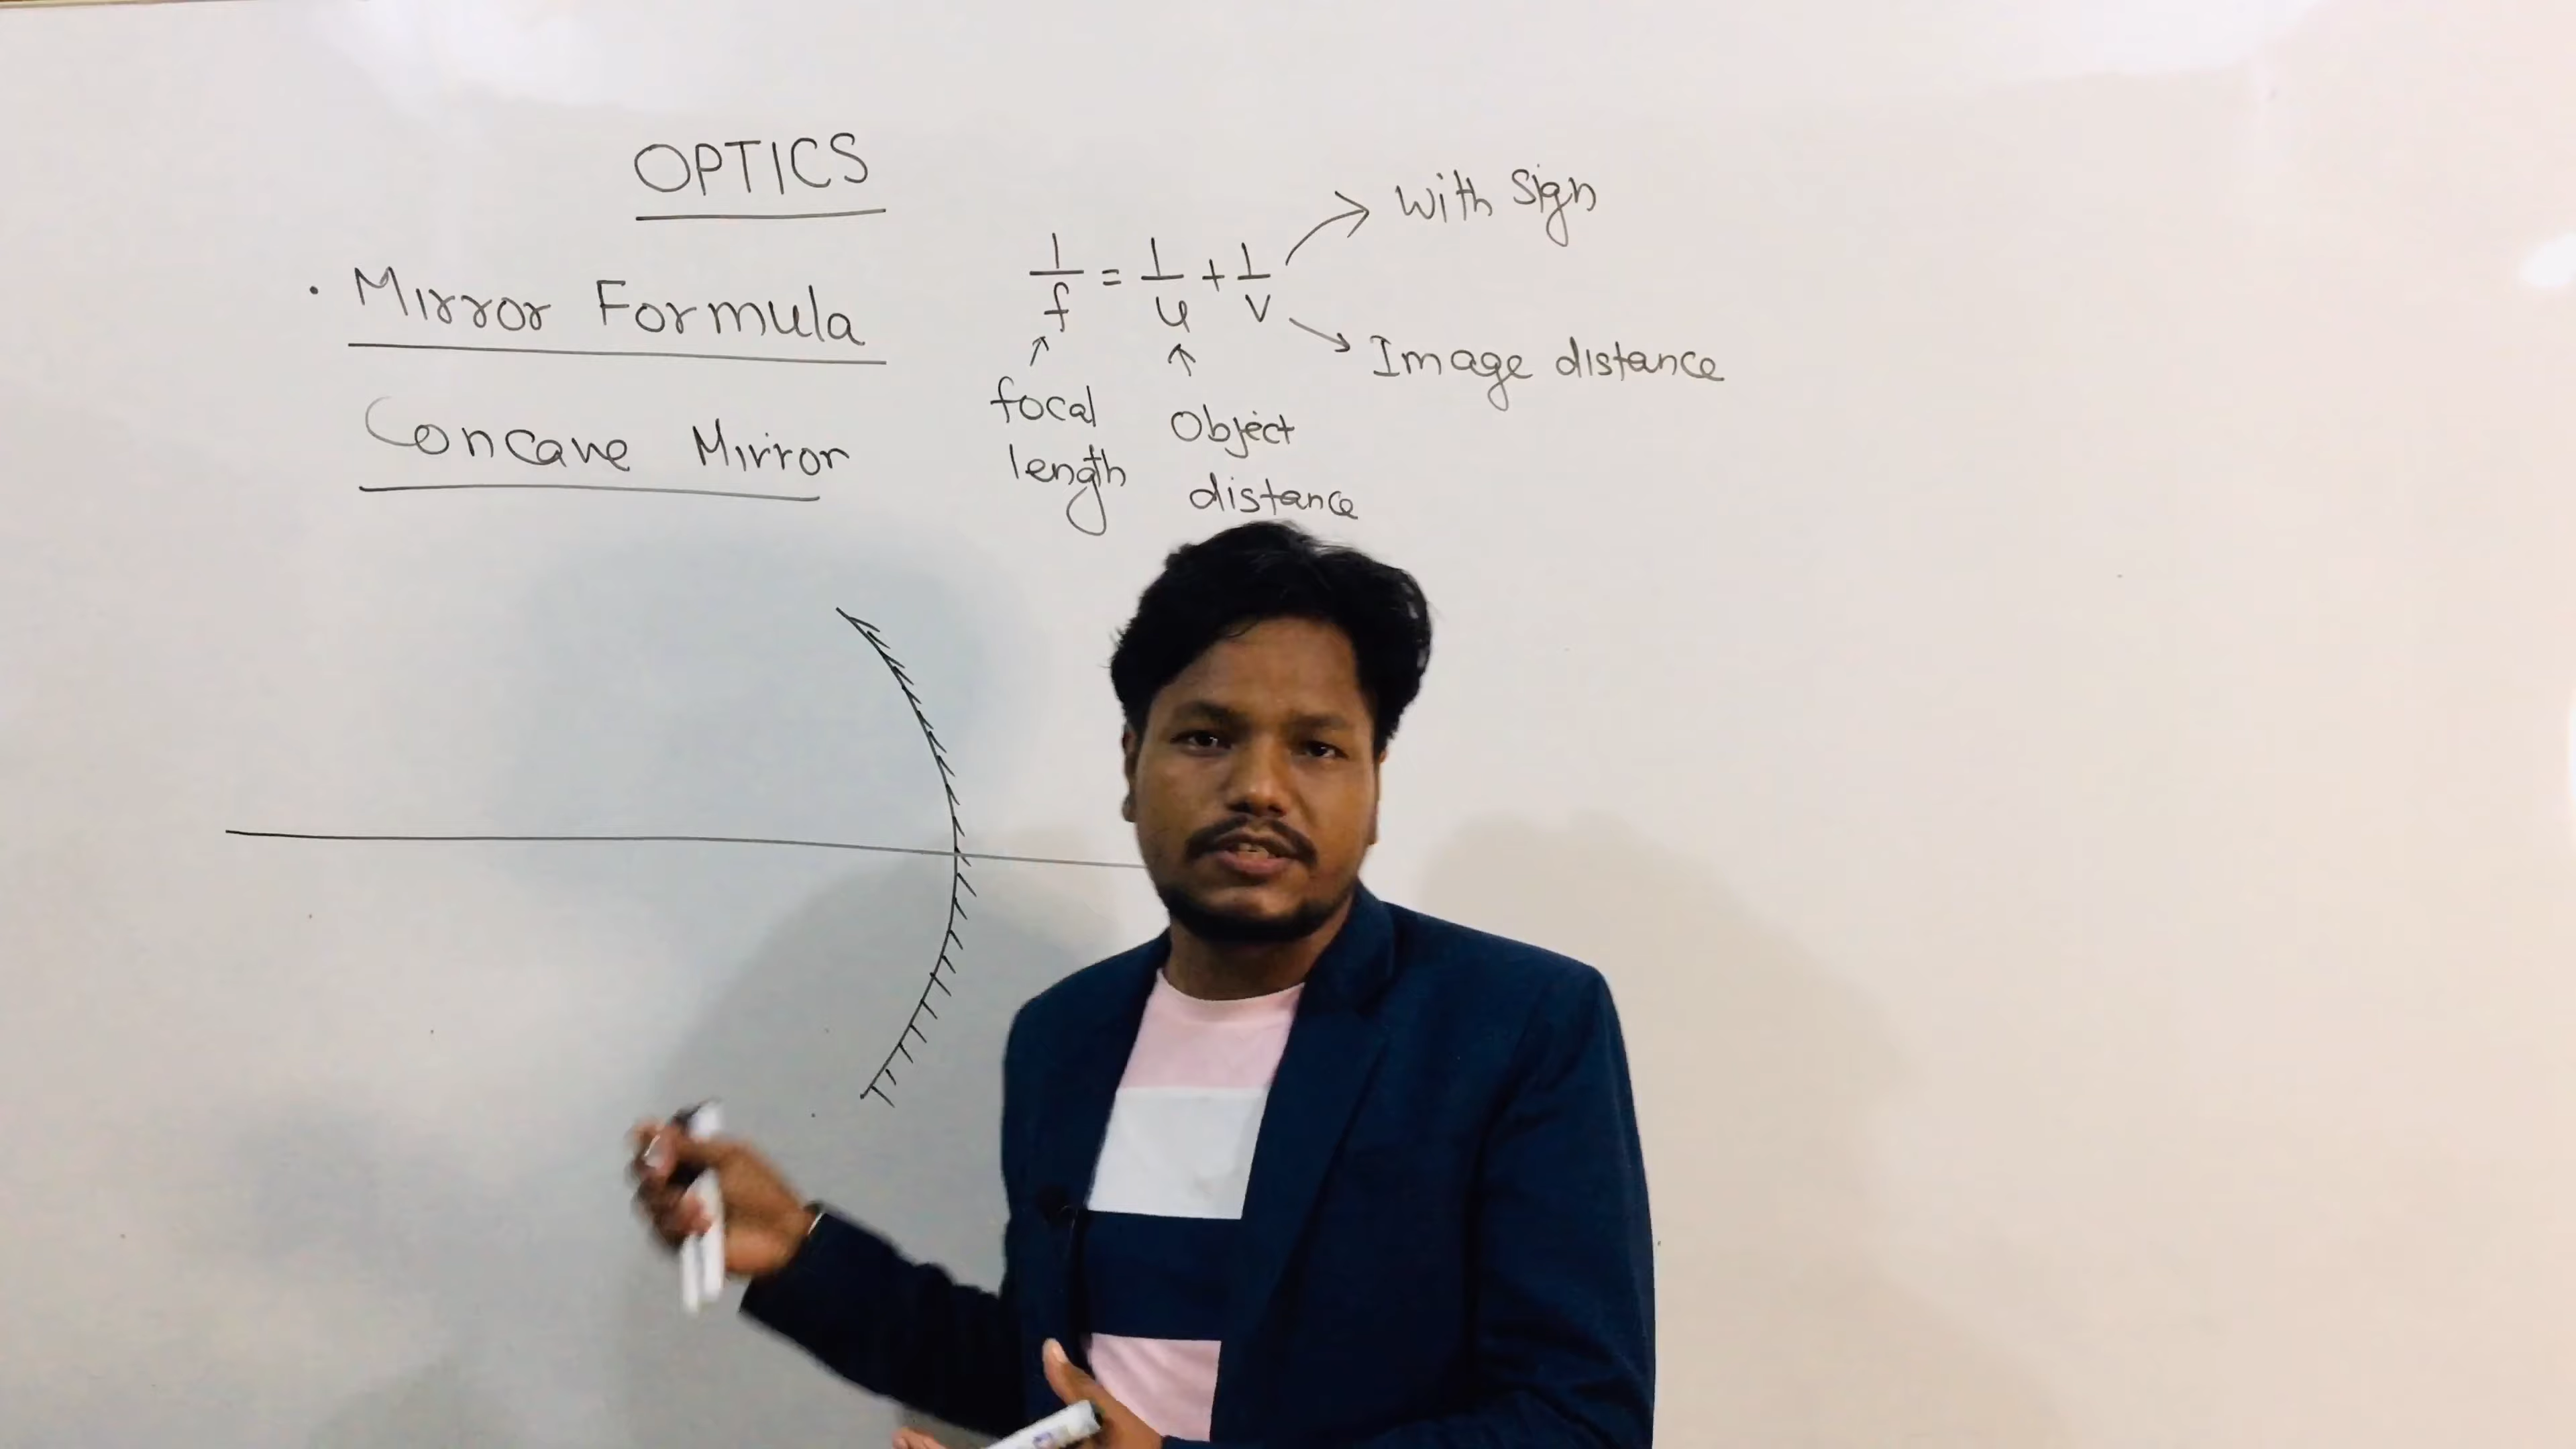 OPTICS
. Mirror Formula
Concave Mirror
1/f = 1/u + 1/v
With Sign
Image distance
focal
length
Object
distance